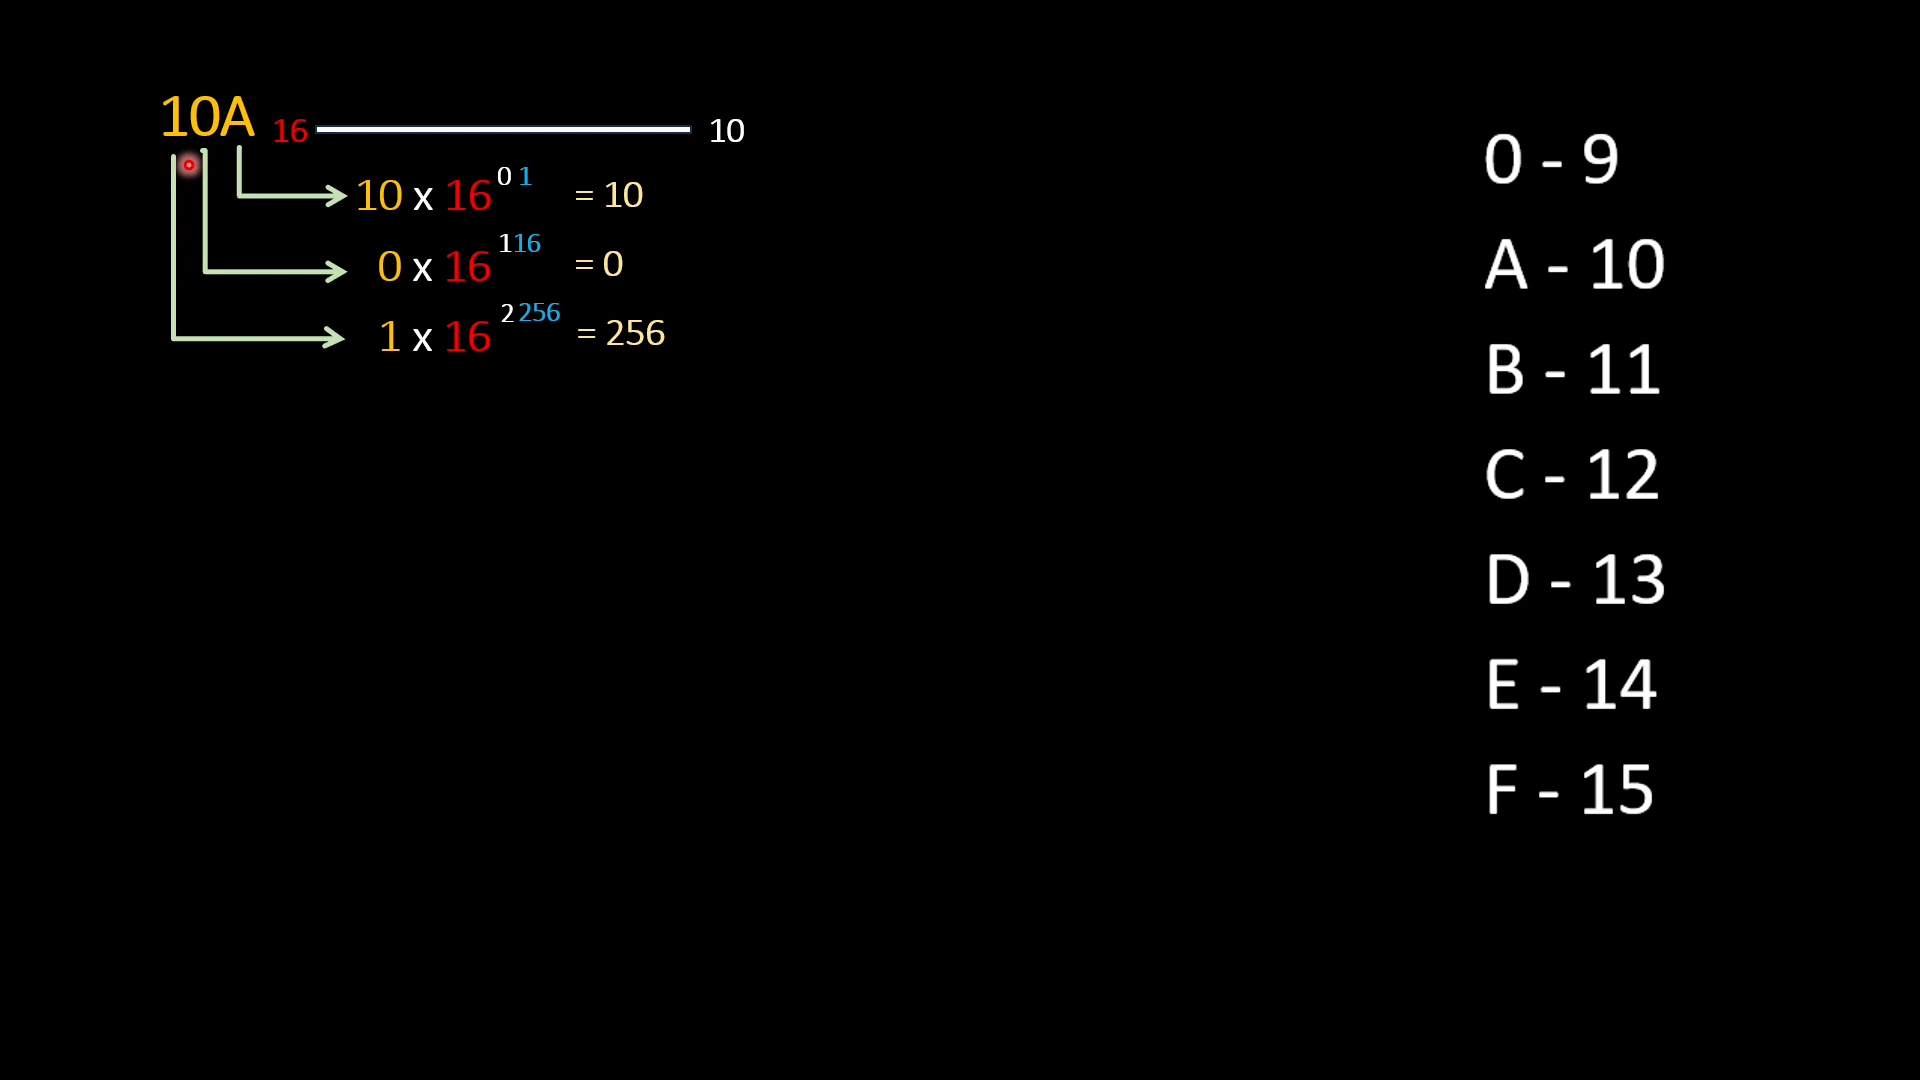 10A 16 10
10 x 16 0 1 = 10
0 x 16 1 16 = 0
1 x 16 2 256 = 256
0 - 9
A - 10
B - 11
C - 12
D - 13
E - 14
F - 15